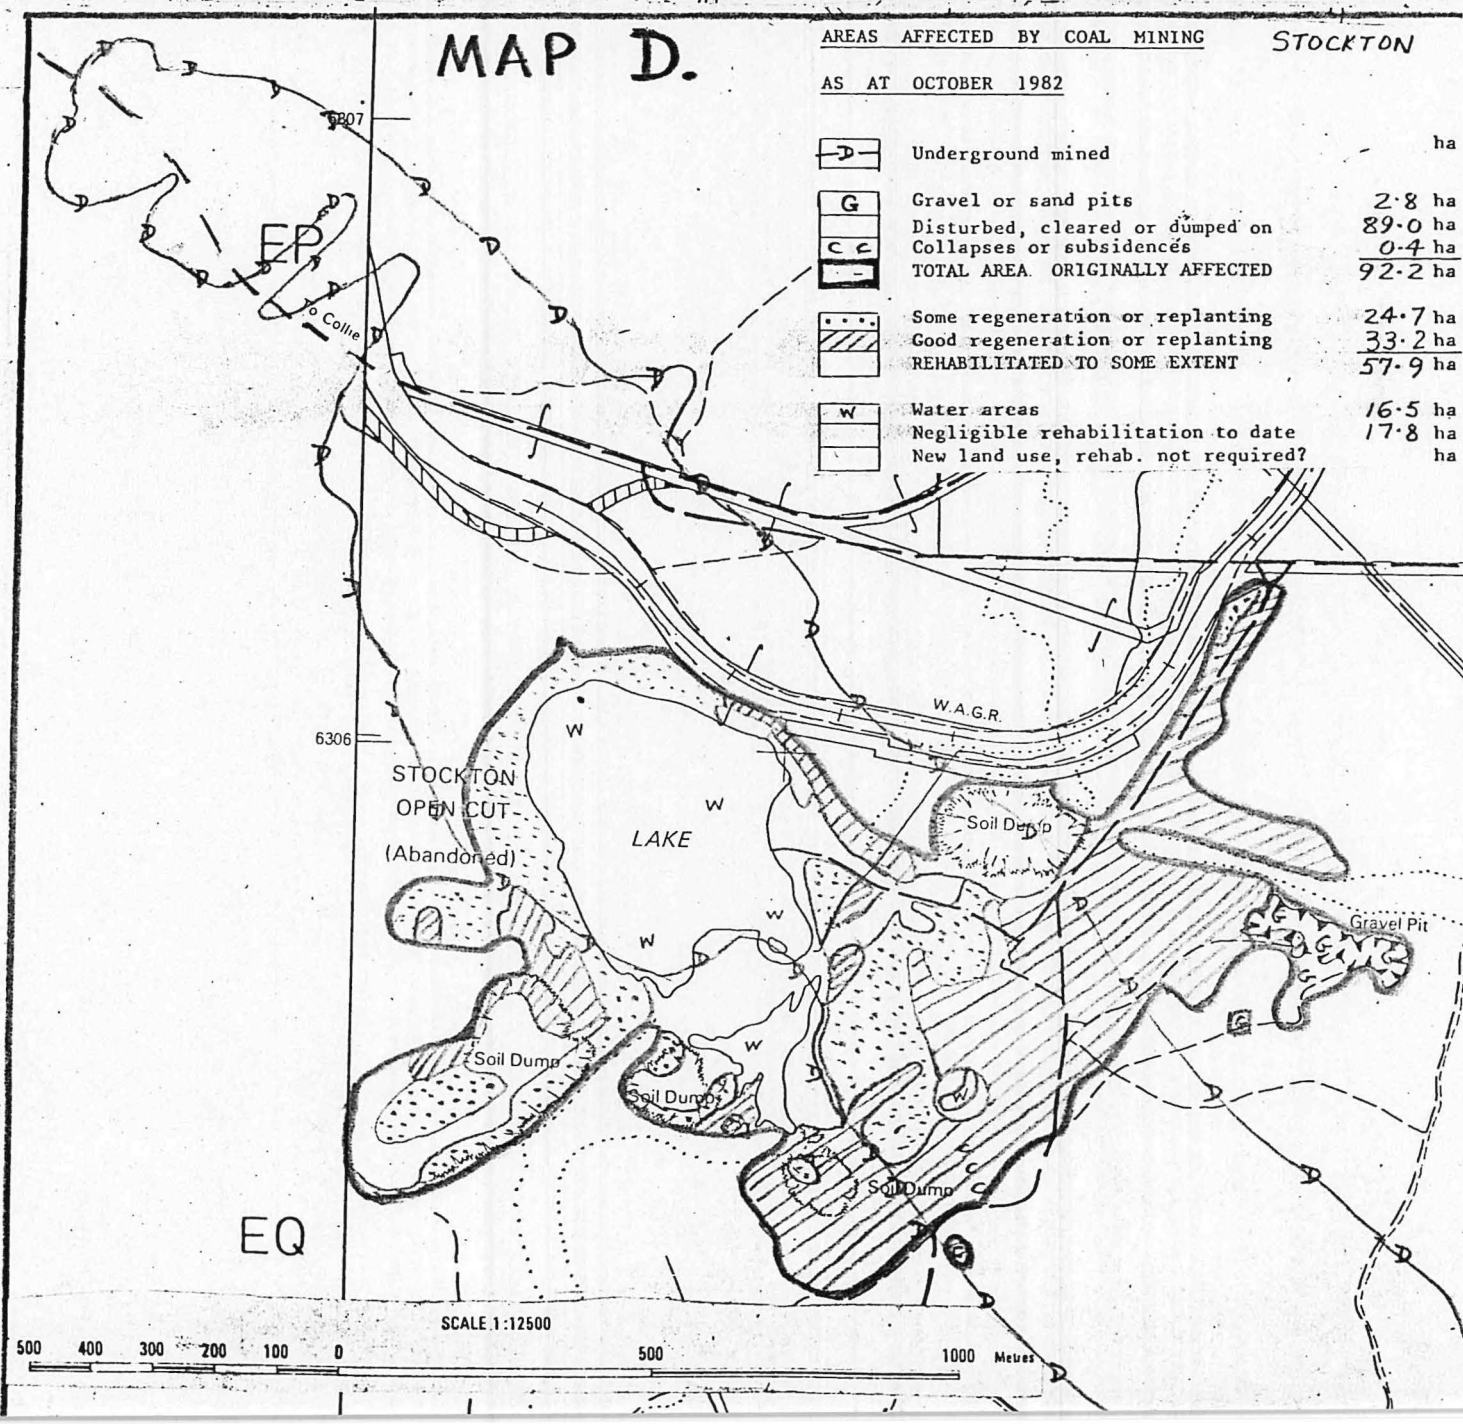 MAP D.
AREAS AFFECTED BY COAL MINING STOCKTON
AS AT OCTOBER 1982
ha
D Underground mined
G Gravel or sand pits 2.8 ha
Disturbed, cleared or dumped on 89.0 ha
C C Collapses or subsidences 0.4 ha
TOTAL AREA ORIGINALLY AFFECTED 92.2 ha
Some regeneration or replanting 24.7 ha
Good regeneration or replanting 33.2 ha
REHABILITATED TO SOME EXTENT 57.9 ha
W Water areas 16.5 ha
Negligible rehabilitation to date 17.8 ha
New land use, rehab. not required? ha
6307
EP
To Collie
W.A.G.R.
6306
STOCKTON
OPEN CUT
(Abandoned)
W
W
LAKE
W
W
W
W
Soil Dump
Gravel Pit
G
G
G
G
Soil Dump
Soil Dump
Soil Dump
C
C
C
G
EQ
SCALE 1:12500
500 400 300 200 100 0 500 1000 Metres